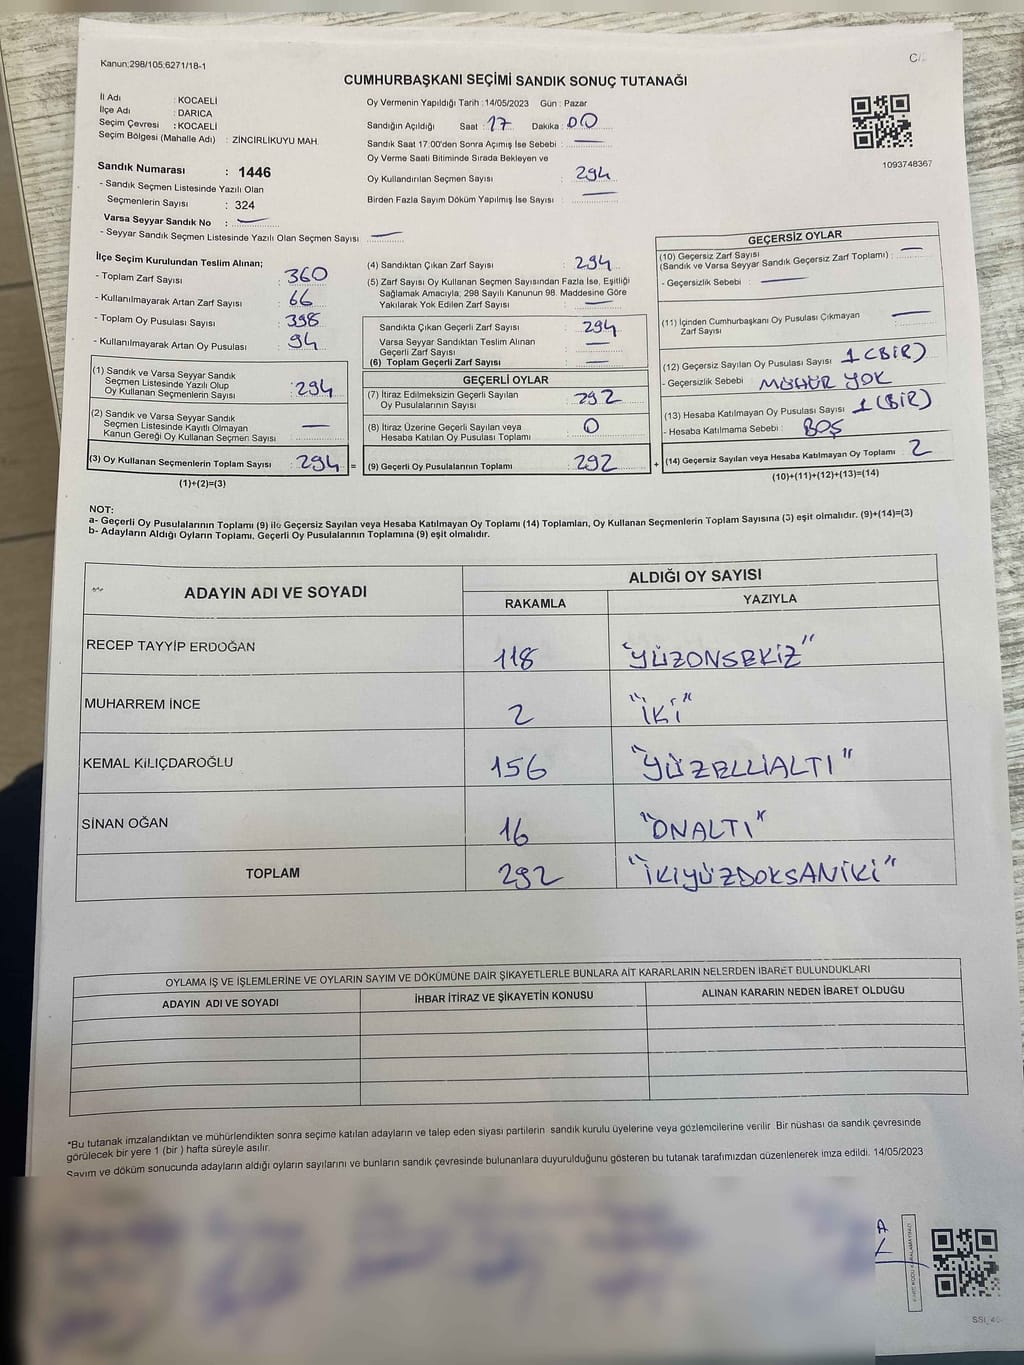 Kanun:298/105;6271/18-1
CUMHURBAŞKANI SEÇİMİ SANDIK SONUÇ TUTANAĞI
İl Adı : KOCAELİ
İlçe Adı : DARICA
Seçim Çevresi : KOCAELİ
Seçim Bölgesi (Mahalle Adı) : ZİNCİRLİKUYU MAH.
Sandık Numarası : 1446
- Sandık Seçmen Listesinde Yazılı Olan
Seçmenlerin Sayısı : 324
Varsa Seyyar Sandık No : —
- Seyyar Sandık Seçmen Listesinde Yazılı Olan Seçmen Sayısı : —
Oy Vermenin Yapıldığı Tarih :14/05/2023 Gün : Pazar
Sandığın Açıldığı Saat : 17 Dakika : 00
Sandık Saat 17:00'den Sonra Açımış İse Sebebi : —
Oy Verme Saati Bitiminde Sırada Bekleyen ve
Oy Kullandırılan Seçmen Sayısı : 294
Birden Fazla Sayım Döküm Yapılmış İse Sayısı : —
1093748367
İlçe Seçim Kurulundan Teslim Alınan;
- Toplam Zarf Sayısı : 360
- Kullanılmayarak Artan Zarf Sayısı : 66
- Toplam Oy Pusulası Sayısı : 398
- Kullanılmayarak Artan Oy Pusulası : 94
(1) Sandık ve Varsa Seyyar Sandık
Seçmen Listesinde Yazılı Olup
Oy Kullanan Seçmenlerin Sayısı : 294
(2) Sandık ve Varsa Seyyar Sandık
Seçmen Listesinde Kayıtlı Olmayan
Kanun Gereği Oy Kullanan Seçmen Sayısı —
(3) Oy Kullanan Seçmenlerin Toplam Sayısı : 294 =
(1)+(2)=(3)
(4) Sandıktan Çıkan Zarf Sayısı : 294
(5) Zarf Sayısı Oy Kullanan Seçmen Sayısından Fazla İse, Eşitliği
Sağlamak Amacıyla; 298 Sayılı Kanunun 98. Maddesine Göre
Yakılarak Yok Edilen Zarf Sayısı : —
Sandıkta Çıkan Geçerli Zarf Sayısı : 294
Varsa Seyyar Sandıktan Teslim Alınan
Geçerli Zarf Sayısı : —
(6) Toplam Geçerli Zarf Sayısı : —
GEÇERLİ OYLAR
(7) İtiraz Edilmeksizin Geçerli Sayılan
Oy Pusulasının Sayısı : 292
(8) İtiraz Üzerine Geçerli Sayılan veya
Hesaba Katılan Oy Pusulası Toplamı : 0
(9) Geçerli Oy Pusulalarının Toplamı : 292 +
GEÇERSİZ OYLAR
(10) Geçersiz Zarf Sayısı : —
(Sandık ve Varsa Seyyar Sandık Geçersiz Zarf Toplamı) :
- Geçersizlik Sebebi : —
(11) İçinden Cumhurbaşkanı Oy Pusulası Çıkmayan
Zarf Sayısı —
(12) Geçersiz Sayılan Oy Pusulası Sayısı : 1 (BİR)
- Geçersizlik Sebebi : MÜHÜR YOK
(13) Hesaba Katılmayan Oy Pusulası Sayısı : 1 (BİR)
- Hesaba Katılmama Sebebi : BOŞ
(14) Geçersiz Sayılan veya Hesaba Katılmayan Oy Toplamı : 2
(10)+(11)+(12)+(13)=(14)
NOT:
a- Geçerli Oy Pusulalarının Toplamı (9) ile Geçersiz Sayılan veya Hesaba Katılmayan Oy Toplamı (14) Toplamları, Oy Kullanan Seçmenlerin Toplam Sayısına (3) eşit olmalıdır. (9)+(14)=(3)
b- Adayların Aldığı Oyların Toplamı, Geçerli Oy Pusulalarının Toplamına (9) eşit olmalıdır.
ADAYIN ADI VE SOYADI
ALDIĞI OY SAYISI
RAKAMLA YAZIYLA
RECEP TAYYİP ERDOĞAN 118 "YÜZONSEKİZ"
MUHARREM İNCE 2 "İKİ"
KEMAL KILIÇDAROĞLU 156 "YÜZELLİALTI"
SİNAN OĞAN 16 "ONALTI"
TOPLAM 292 "İKİYÜZDOKSANİKİ"
OYLAMA İŞ VE İŞLEMLERİNE VE OYLARIN SAYIM VE DÖKÜMÜNE DAİR ŞİKAYETLERLE BUNLARA AİT KARARLARIN NELERDEN İBARET BULUNDUKLARI
ADAYIN ADI VE SOYADI İHBAR İTİRAZ VE ŞİKAYETİN KONUSU ALINAN KARARIN NEDEN İBARET OLDUĞU
*Bu tutanak imzalandıktan ve mühürlendikten sonra seçime katılan adayların ve talep eden siyasi partilerin sandık kurulu üyelerine veya gözlemcilerine verilir. Bir nüshası da sandık çevresinde
görülecek bir yere 1 (bir ) hafta süreyle asılır.
Sayım ve döküm sonucunda adayların aldığı oyların sayılarını ve bunların sandık çevresinde bulunanlara duyurulduğunu gösteren bu tutanak tarafımızdan düzenlenerek imza edildi. 14/05/2023